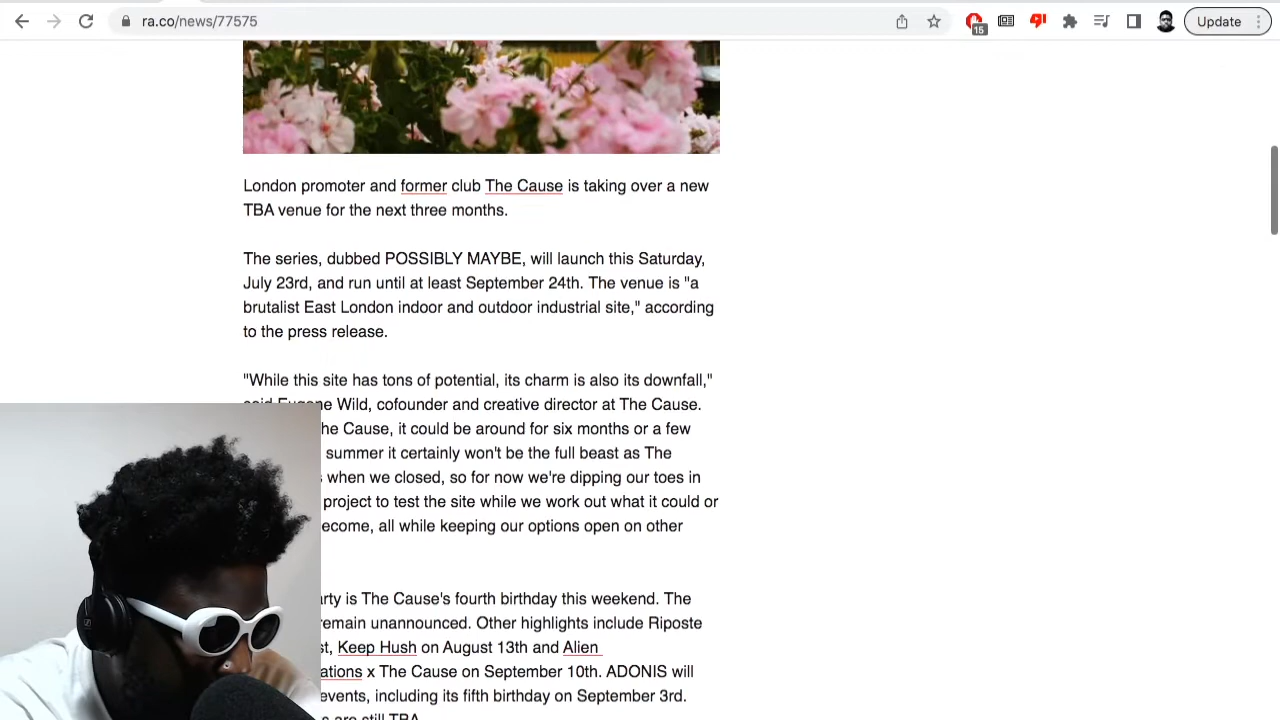 ra.co/news/77575
15
Update
London promoter and former club The Cause is taking over a new
TBA venue for the next three months.
The series, dubbed POSSIBLY MAYBE, will launch this Saturday,
July 23rd, and run until at least September 24th. The venue is "a
brutalist East London indoor and outdoor industrial site," according
to the press release.
"While this site has tons of potential, its charm is also its downfall,"
said Eugene Wild, cofounder and creative director at The Cause.
he Cause, it could be around for six months or a few
summer it certainly won't be the full beast as The
when we closed, so for now we're dipping our toes in
project to test the site while we work out what it could or
ecome, all while keeping our options open on other
arty is The Cause's fourth birthday this weekend. The
remain unannounced. Other highlights include Riposte
st, Keep Hush on August 13th and Alien
ations x The Cause on September 10th. ADONIS will
events, including its fifth birthday on September 3rd.
s are still TBA